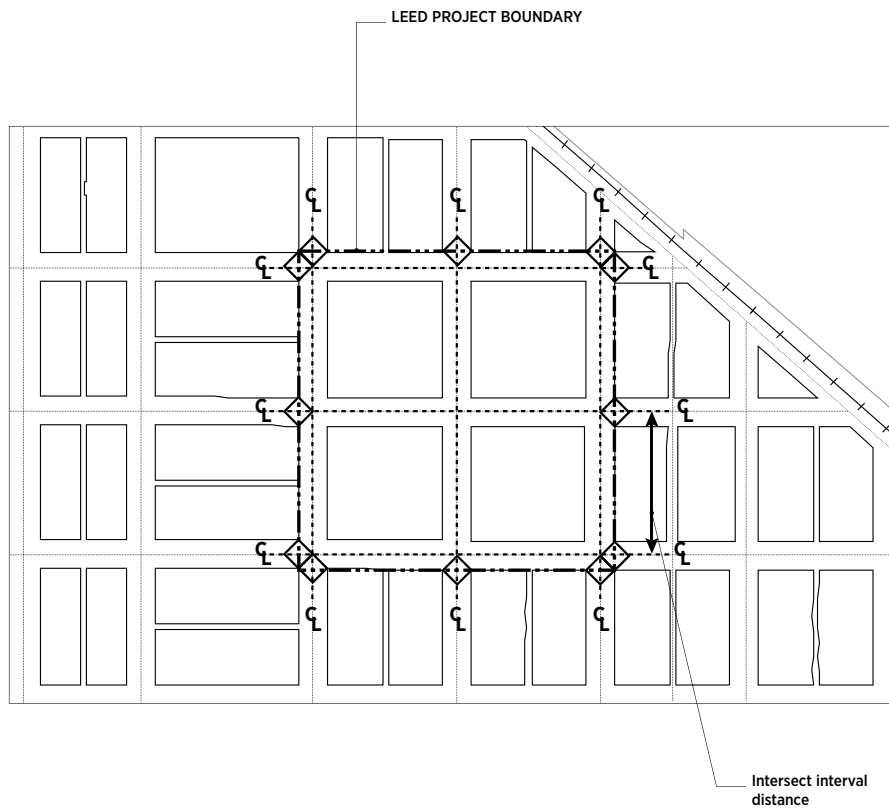 LEED PROJECT BOUNDARY
℄ ℄ ℄
℄ ℄
℄ ℄
℄ ℄
℄ ℄ ℄
Intersect interval
distance